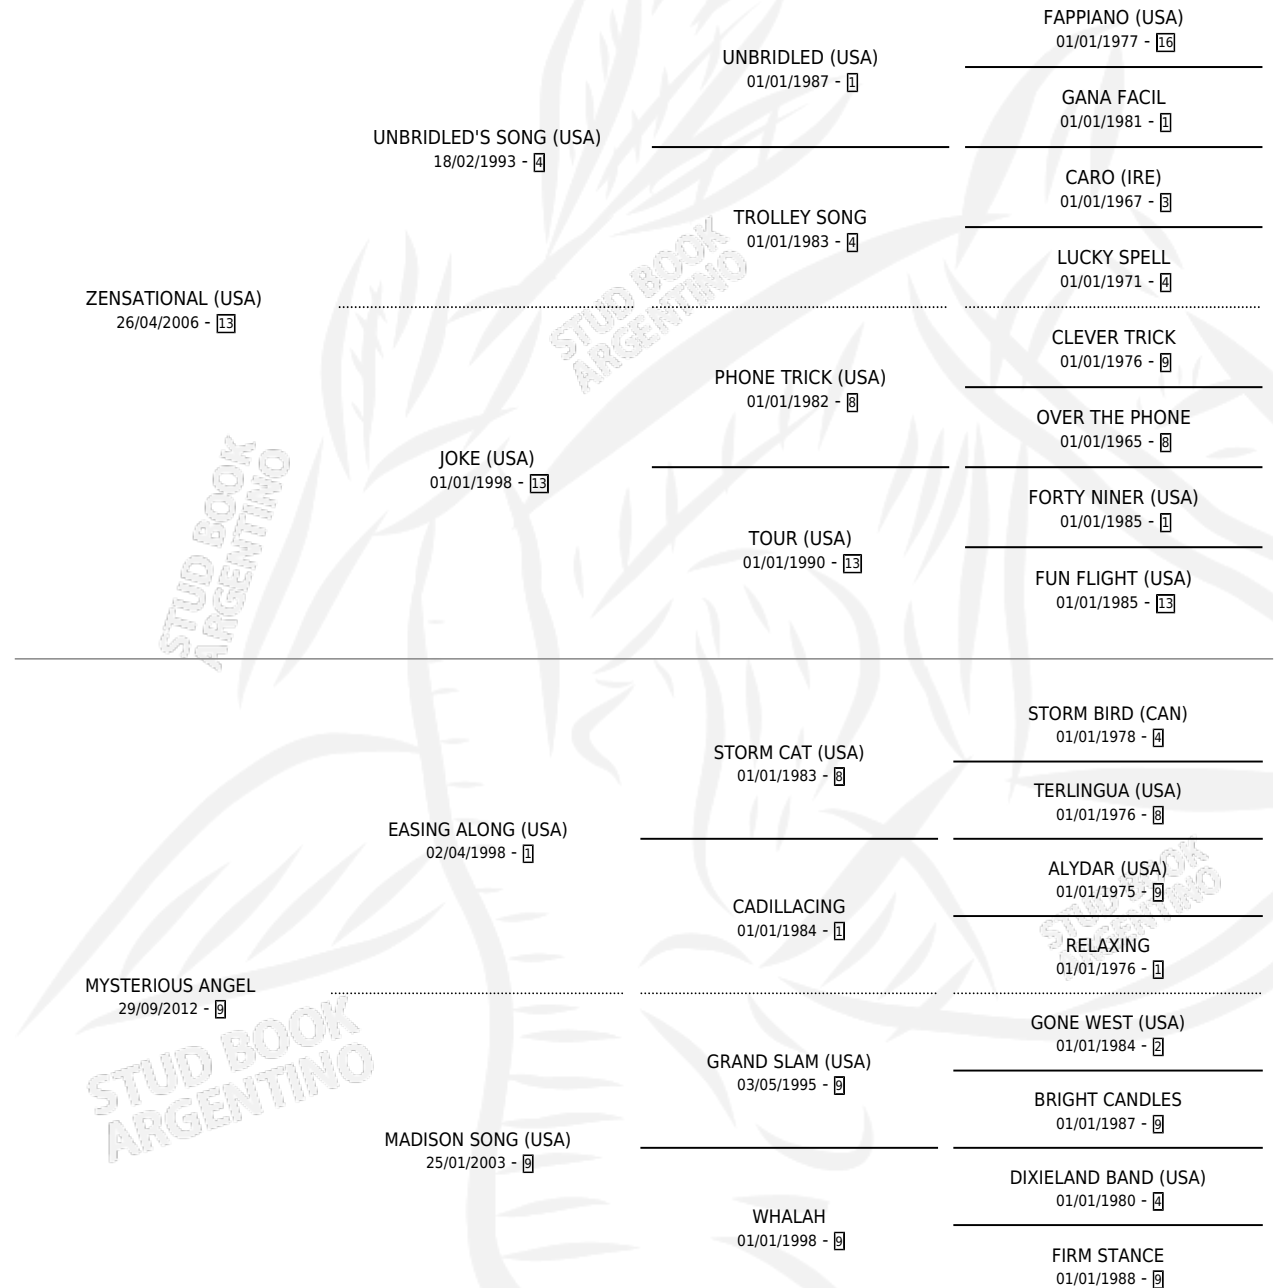 FAPPIANO (USA)
01/01/1977 - 16
UNBRIDLED (USA)
01/01/1987 - 1
GANA FACIL
01/01/1981 - 1
UNBRIDLED'S SONG (USA)
18/02/1993 - 4
CARO (IRE)
01/01/1967 - 3
TROLLEY SONG
01/01/1983 - 4
LUCKY SPELL
01/01/1971 - 4
ZENSATIONAL (USA)
26/04/2006 - 13
CLEVER TRICK
01/01/1976 - 9
PHONE TRICK (USA)
01/01/1982 - 8
OVER THE PHONE
01/01/1965 - 8
JOKE (USA)
01/01/1998 - 13
FORTY NINER (USA)
01/01/1985 - 1
TOUR (USA)
01/01/1990 - 13
FUN FLIGHT (USA)
01/01/1985 - 13
STORM BIRD (CAN)
01/01/1978 - 4
STORM CAT (USA)
01/01/1983 - 8
TERLINGUA (USA)
01/01/1976 - 8
EASING ALONG (USA)
02/04/1998 - 1
ALYDAR (USA)
01/01/1975 - 9
CADILLACING
01/01/1984 - 1
RELAXING
01/01/1976 - 1
MYSTERIOUS ANGEL
29/09/2012 - 9
GONE WEST (USA)
01/01/1984 - 2
GRAND SLAM (USA)
03/05/1995 - 9
BRIGHT CANDLES
01/01/1987 - 9
MADISON SONG (USA)
25/01/2003 - 9
DIXIELAND BAND (USA)
01/01/1980 - 4
WHALAH
01/01/1998 - 9
FIRM STANCE
01/01/1988 - 9
STUD BOOK
ARGENTINO
STUD BOOK
ARGENTINO
STUD BOOK
ARGENTINO
STUD BOOK
ARGENTINO